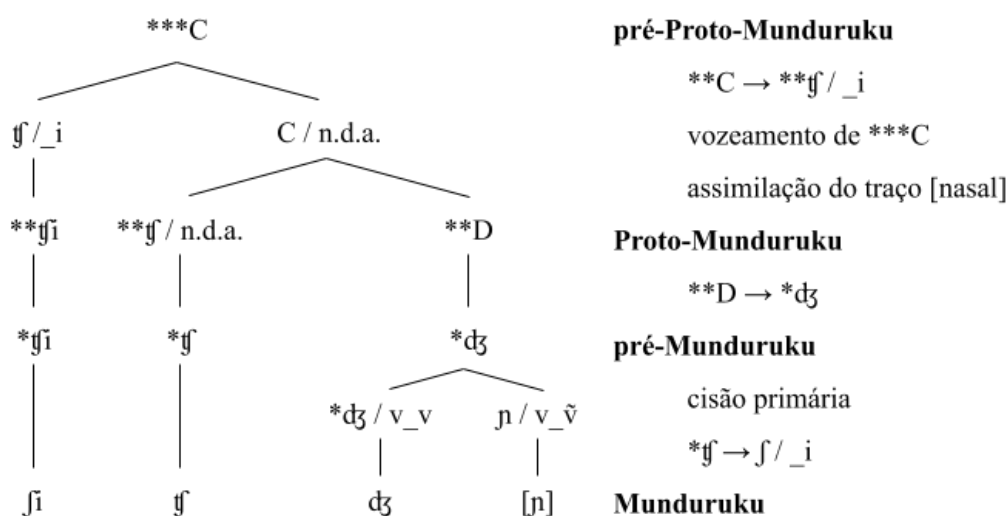 ***C pré-Proto-Munduruku
**C → **ʧ / _i
ʧ /_i C / n.d.a. vozeamento de ***C
assimilação do traço [nasal]
**ʧi **ʧ / n.d.a. **D Proto-Munduruku
**D → *ʤ
*ʧi *ʧ *ʤ pré-Munduruku
*ʤ / v_v ɲ / v_ṽ cisão primária
*ʧ → ʃ / _i
ʃi ʧ ʤ [ɲ] Munduruku